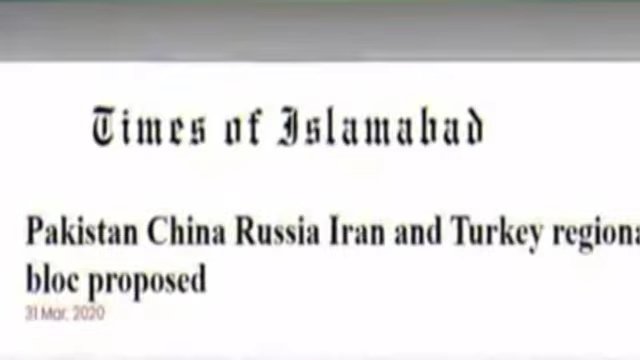 Times of Islamabad
Pakistan China Russia Iran and Turkey regiona
bloc proposed
31 Mar, 2020